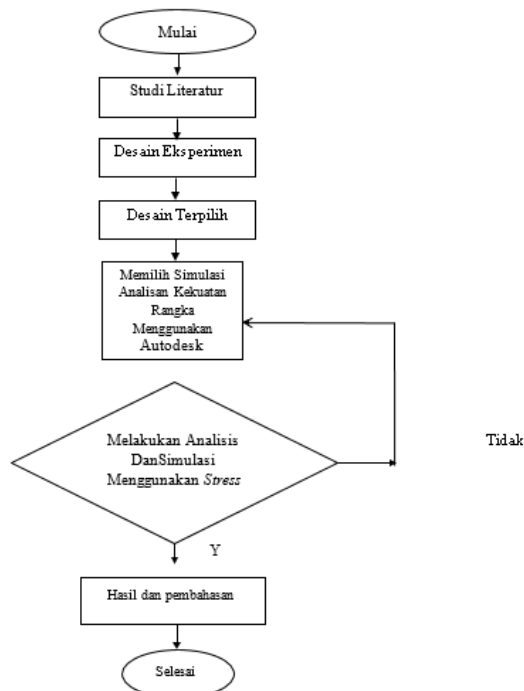 Mulai
Studi Literatur
Desain Eksperimen
Desain Terpilih
Memilih Simulasi
Analisan Kekuatan
Rangka
Menggunakan
Autodesk
Melakukan Analisis
DanSimulasi
Menggunakan Stress
Tidak
Y
Hasil dan pembahasan
Selesai